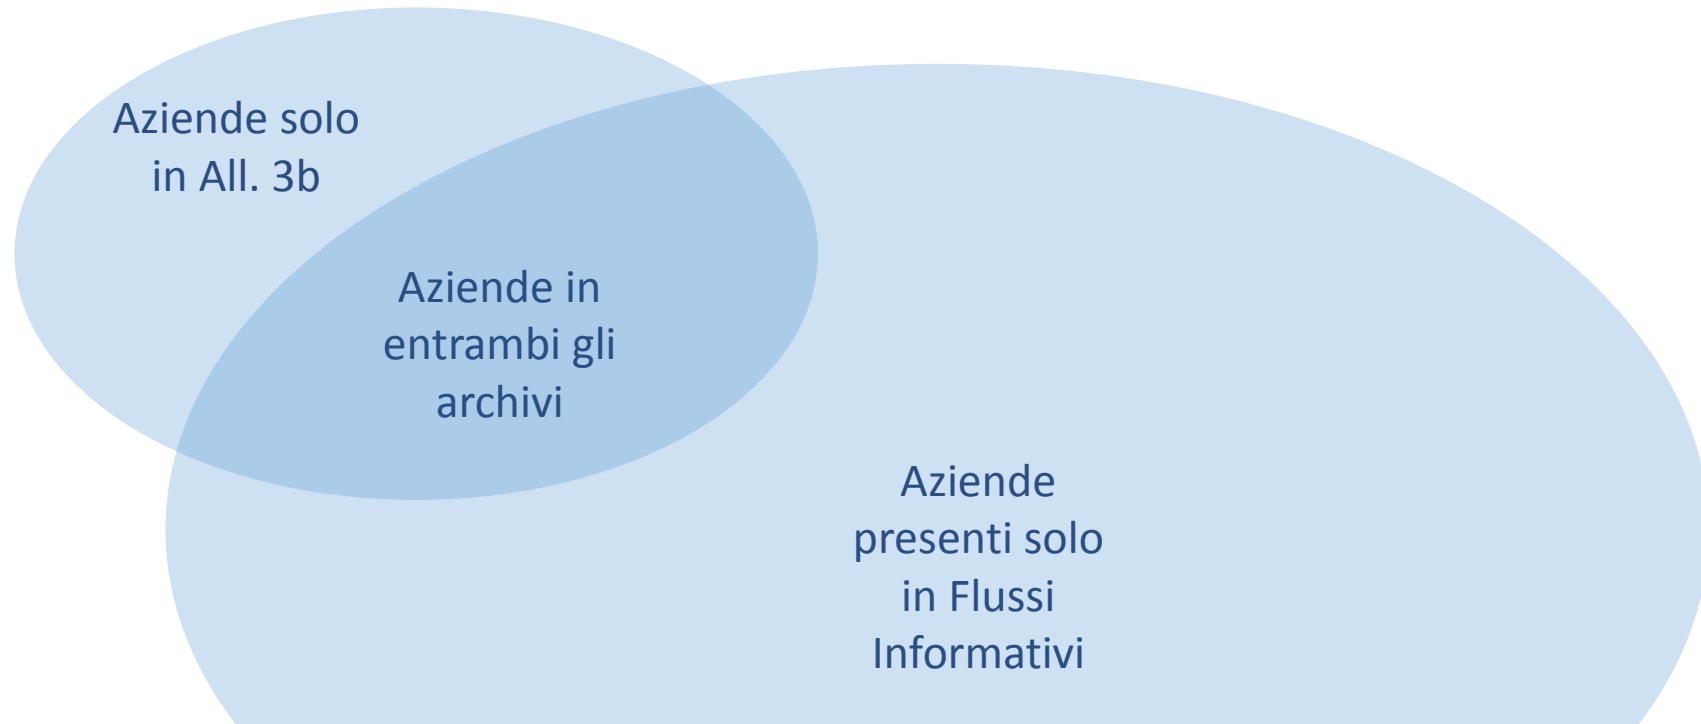 Aziende solo
in All. 3b
Aziende in
entrambi gli
archivi
Aziende
presenti solo
in Flussi
Informativi